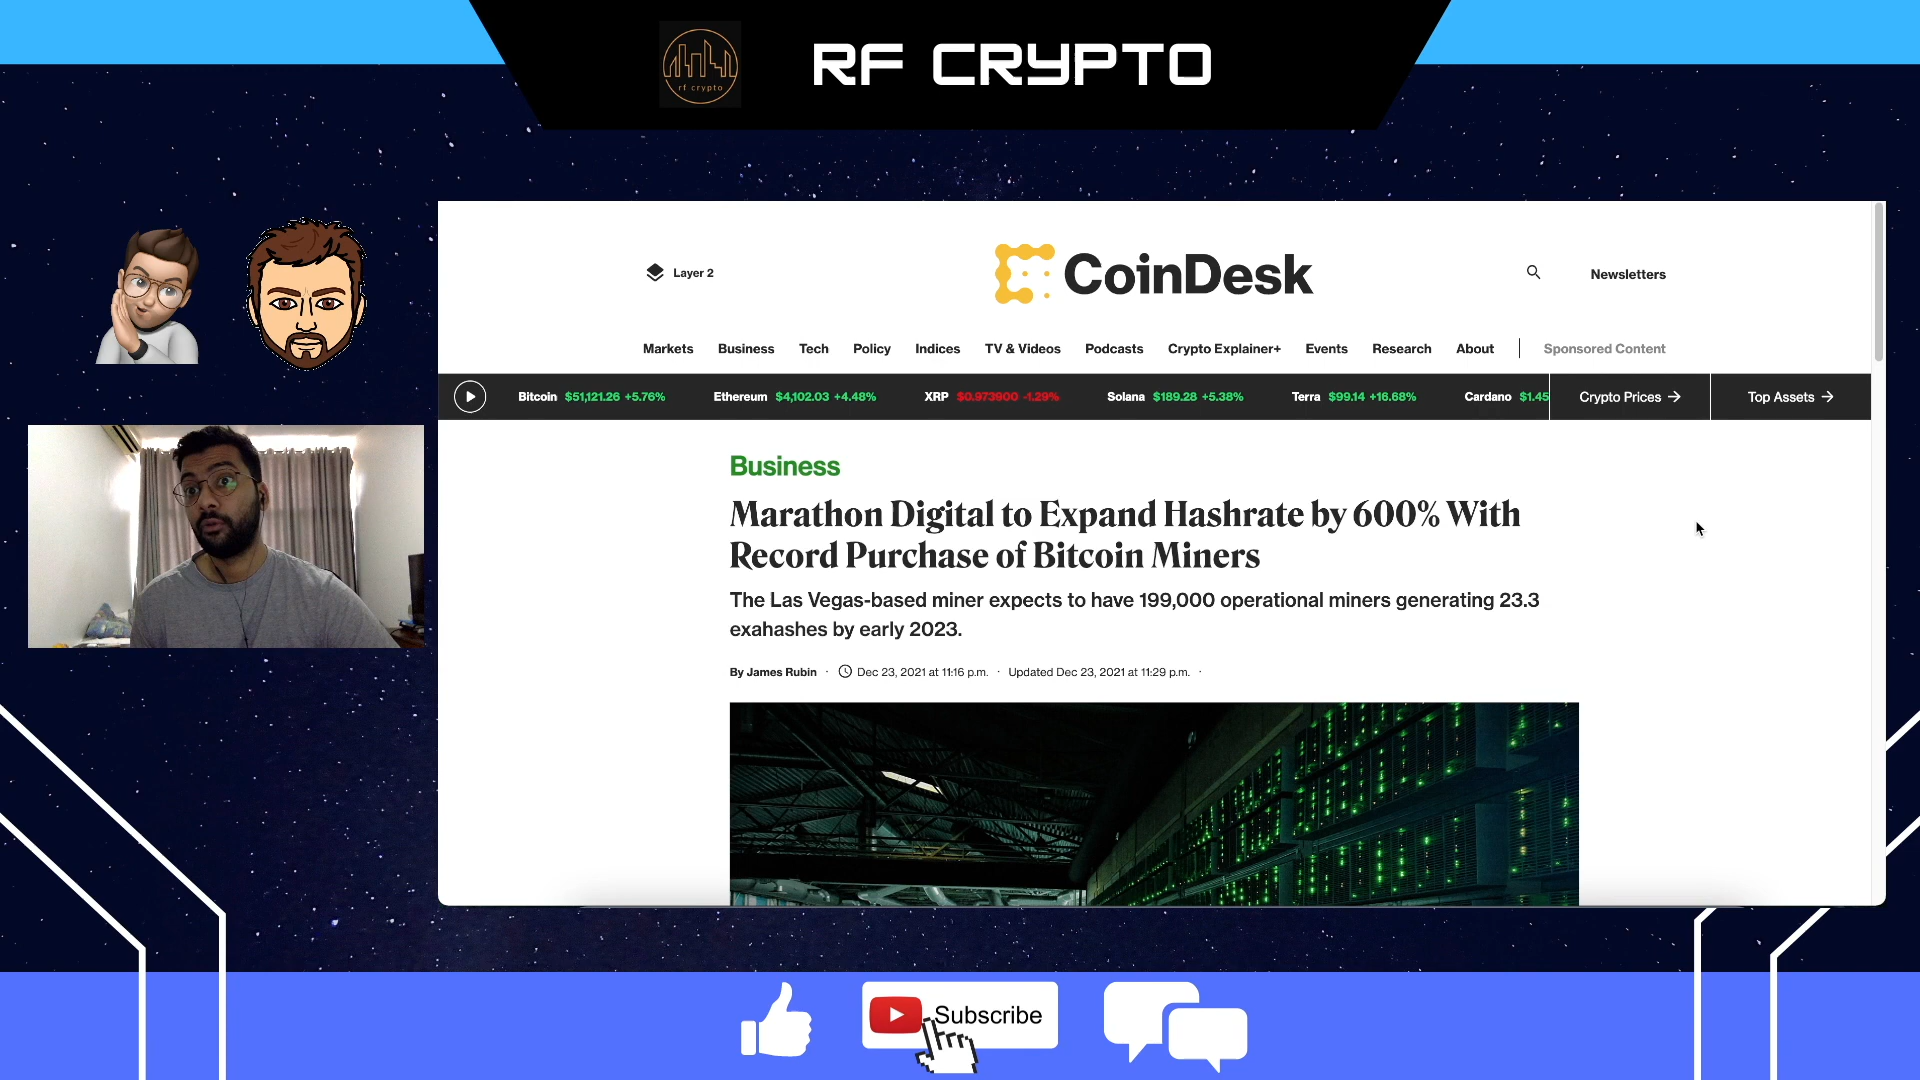 rf crypto
RF CRYPTO
Layer 2
CoinDesk
Newsletters
Markets Business Tech Policy Indices TV & Videos Podcasts Crypto Explainer+ Events Research About Sponsored Content
Bitcoin $51,121.26 +5.76% Ethereum $4,102.03 +4.48% XRP $0.973900 -1.29% Solana $189.28 +5.38% Terra $99.14 +16.68% Cardano $1.45 Crypto Prices → Top Assets →
Business
Marathon Digital to Expand Hashrate by 600% With
Record Purchase of Bitcoin Miners
The Las Vegas-based miner expects to have 199,000 operational miners generating 23.3
exahashes by early 2023.
By James Rubin · Dec 23, 2021 at 11:16 p.m. · Updated Dec 23, 2021 at 11:29 p.m. ·
Subscribe